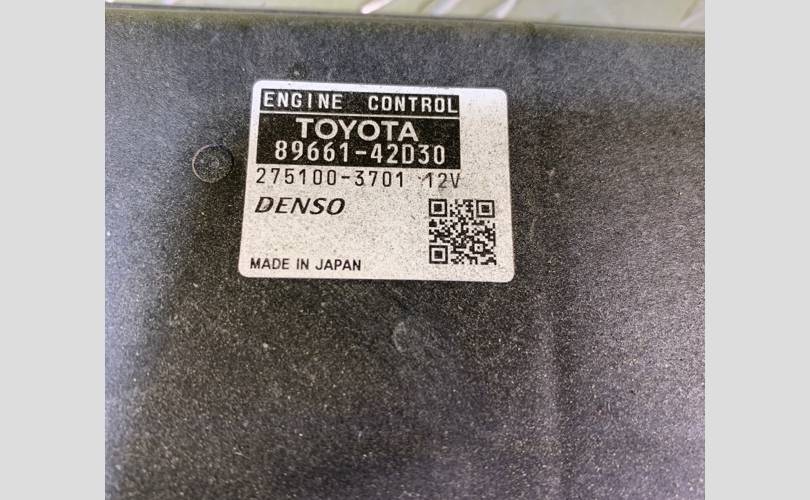 ENGINE CONTROL
TOYOTA
89661-42D30
275100-3701 12V
DENSO
MADE IN JAPAN